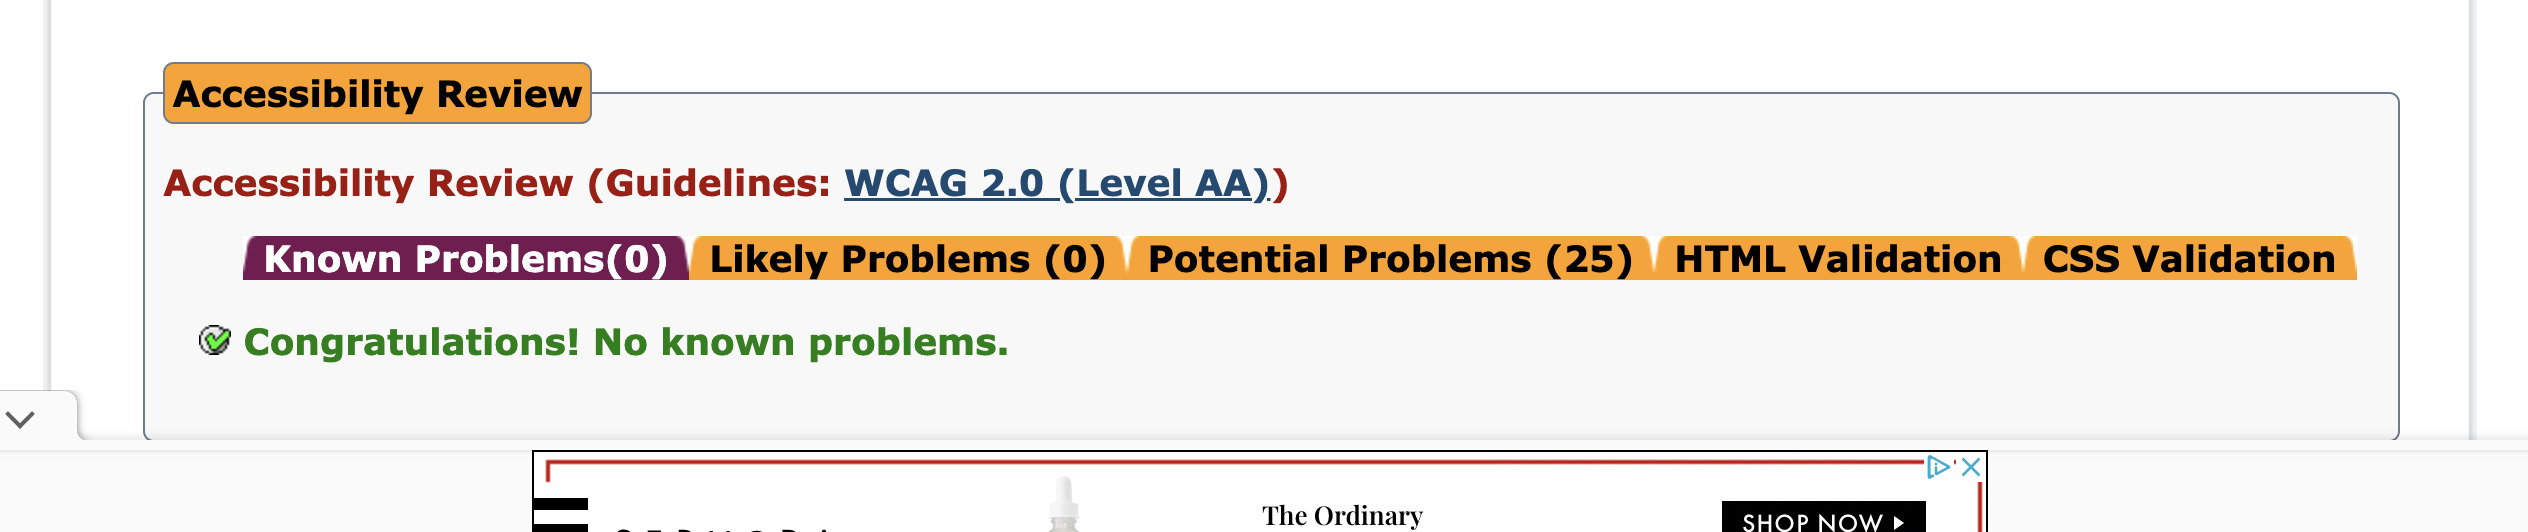 Accessibility Review
Accessibility Review (Guidelines: WCAG 2.0 (Level AA))
Known Problems(0) Likely Problems (0) Potential Problems (25) HTML Validation CSS Validation
Congratulations! No known problems.
The Ordinary
SHOP NOW